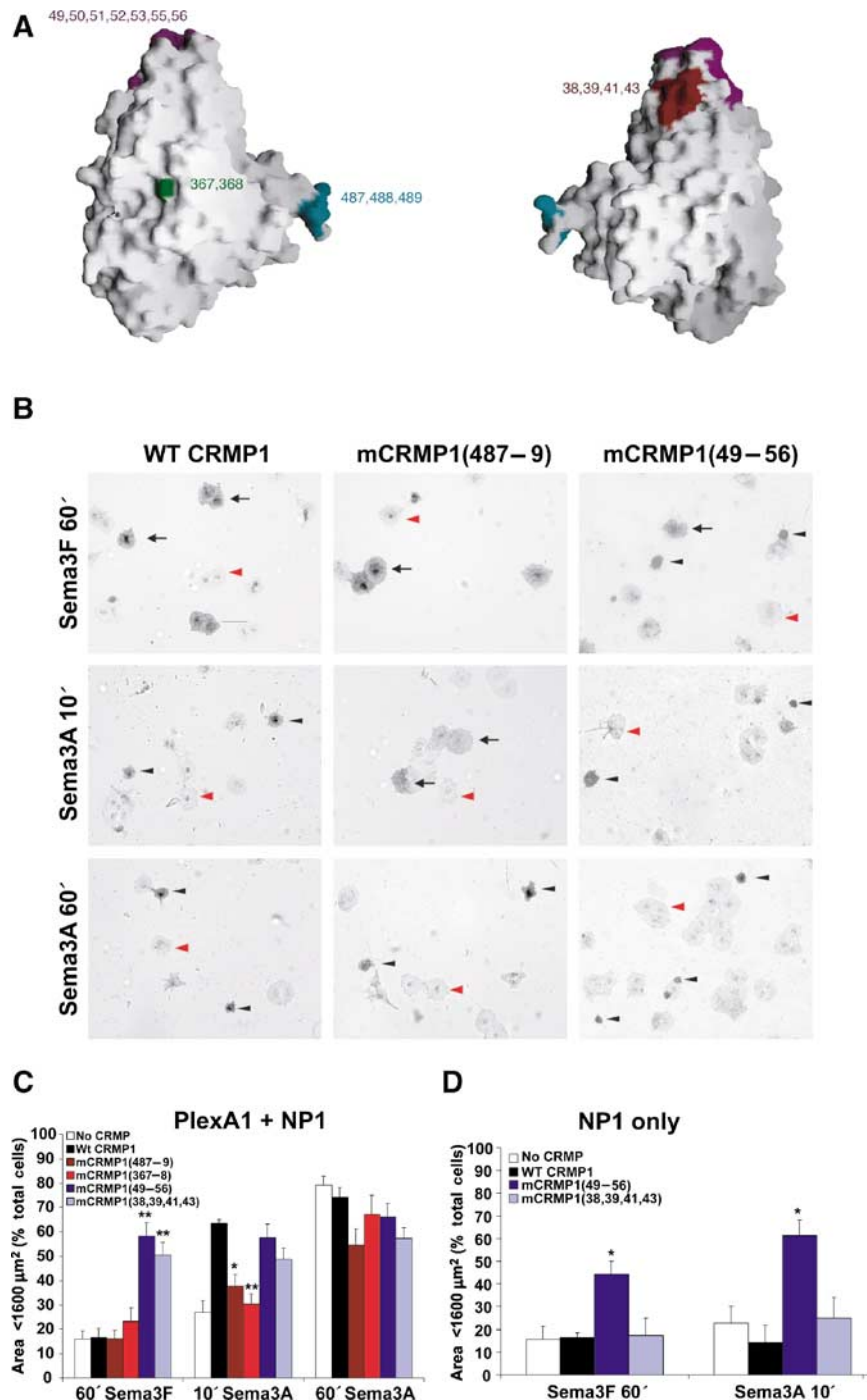 A
49,50,51,52,53,55,56
38,39,41,43
367,368
487,488,489
B
WT CRMP1
mCRMP1(487–9)
mCRMP1(49–56)
Sema3F 60´
Sema3A 10´
Sema3A 60´
C
PlexA1 + NP1
No CRMP
Wt CRMP1
mCRMP1(487–9)
mCRMP1(367–8)
mCRMP1(49–56)
mCRMP1(38,39,41,43)
Area <1600 μm² (% total cells)
100
90
80
70
60
50
40
30
20
10
0
**
**
*
**
60´ Sema3F
10´ Sema3A
60´ Sema3A
D
NP1 only
No CRMP
WT CRMP1
mCRMP1(49–56)
mCRMP1(38,39,41,43)
Area <1600 μm² (% total cells)
100
90
80
70
60
50
40
30
20
10
0
*
*
Sema3F 60´
Sema3A 10´